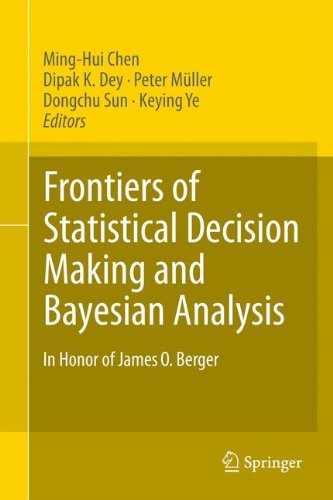 Ming-Hui Chen
Dipak K. Dey · Peter Müller
Dongchu Sun · Keying Ye
Editors
Frontiers of
Statistical Decision
Making and
Bayesian Analysis
In Honor of James O. Berger
Springer